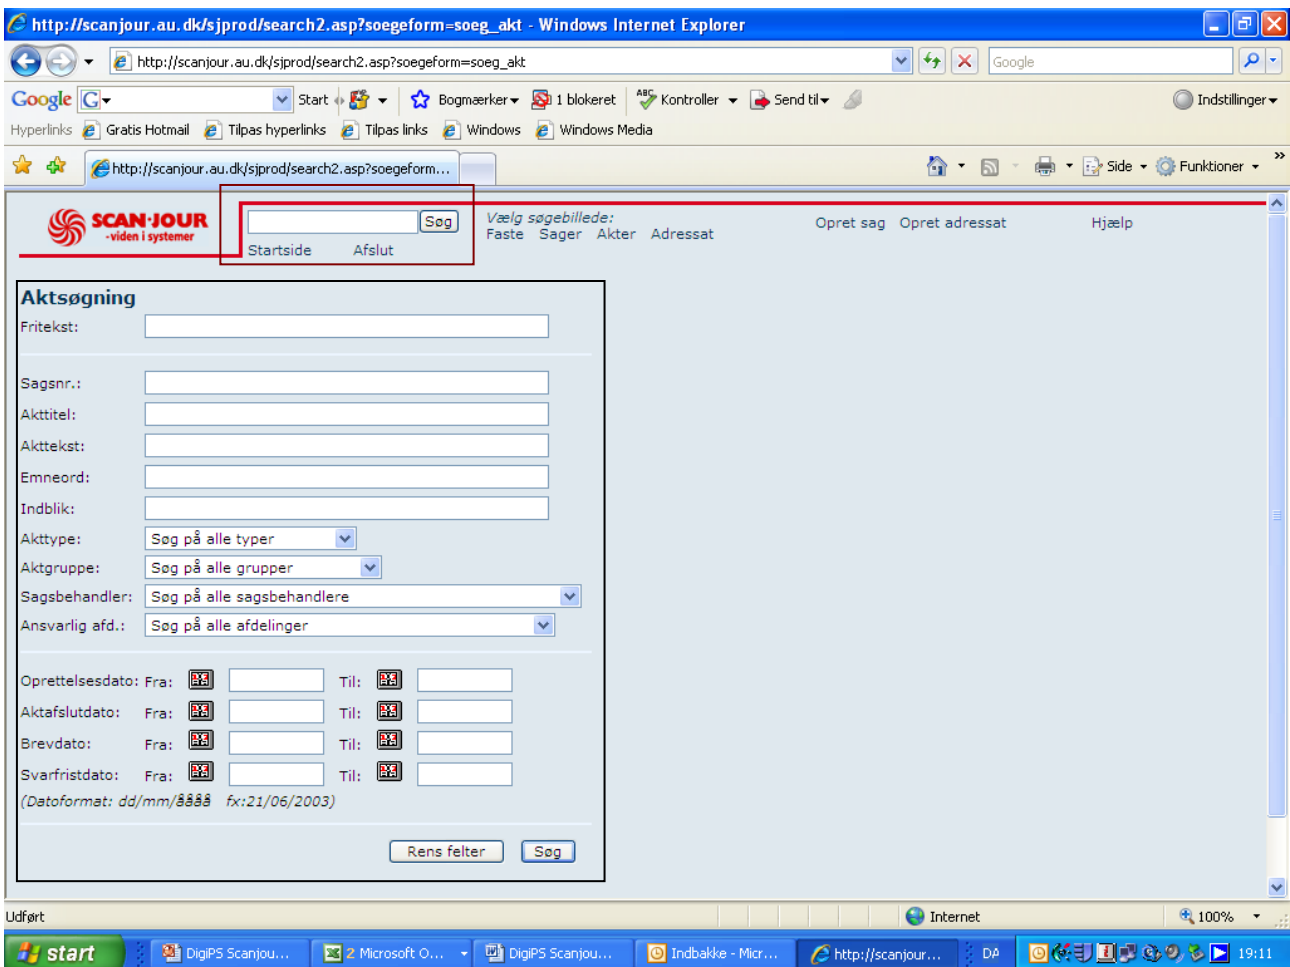 http://scanjour.au.dk/sjprod/search2.asp?soegeform=soeg_akt - Windows Internet Explorer
http://scanjour.au.dk/sjprod/search2.asp?soegeform=soeg_akt Google
Google G Start Bogmærker 1 blokeret ABC Kontroller Send til Indstillinger
Hyperlinks Gratis Hotmail Tilpas hyperlinks Tilpas links Windows Windows Media
http://scanjour.au.dk/sjprod/search2.asp?soegeform... Side Funktioner »
SCAN·JOUR
-viden i systemer
Søg
Startside Afslut
Vælg søgebillede:
Faste Sager Akter Adressat
Opret sag Opret adressat Hjælp
Aktsøgning
Fritekst:
Sagsnr.:
Akttitel:
Akttekst:
Emneord:
Indblik:
Akttype: Søg på alle typer
Aktgruppe: Søg på alle grupper
Sagsbehandler: Søg på alle sagsbehandlere
Ansvarlig afd.: Søg på alle afdelinger
Oprettelsesdato: Fra: Til:
Aktafslutdato: Fra: Til:
Brevdato: Fra: Til:
Svarfristdato: Fra: Til:
(Datoformat: dd/mm/åååå fx:21/06/2003)
Rens felter Søg
Udført Internet 100%
start DigiPS Scanjou... 2 Microsoft O... DigiPS Scanjou... Indbakke - Micr... http://scanjour... DA 19:11